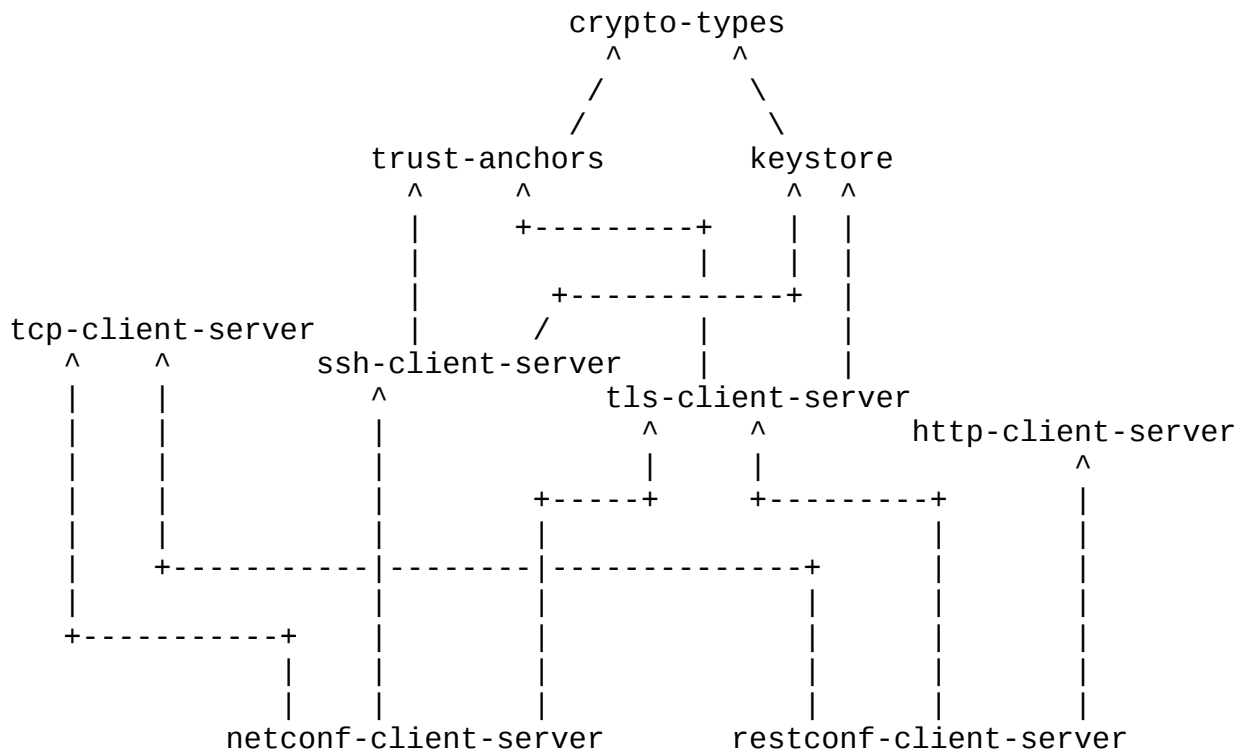 crypto-types
trust-anchors keystore
tcp-client-server
ssh-client-server
tls-client-server
http-client-server
netconf-client-server restconf-client-server